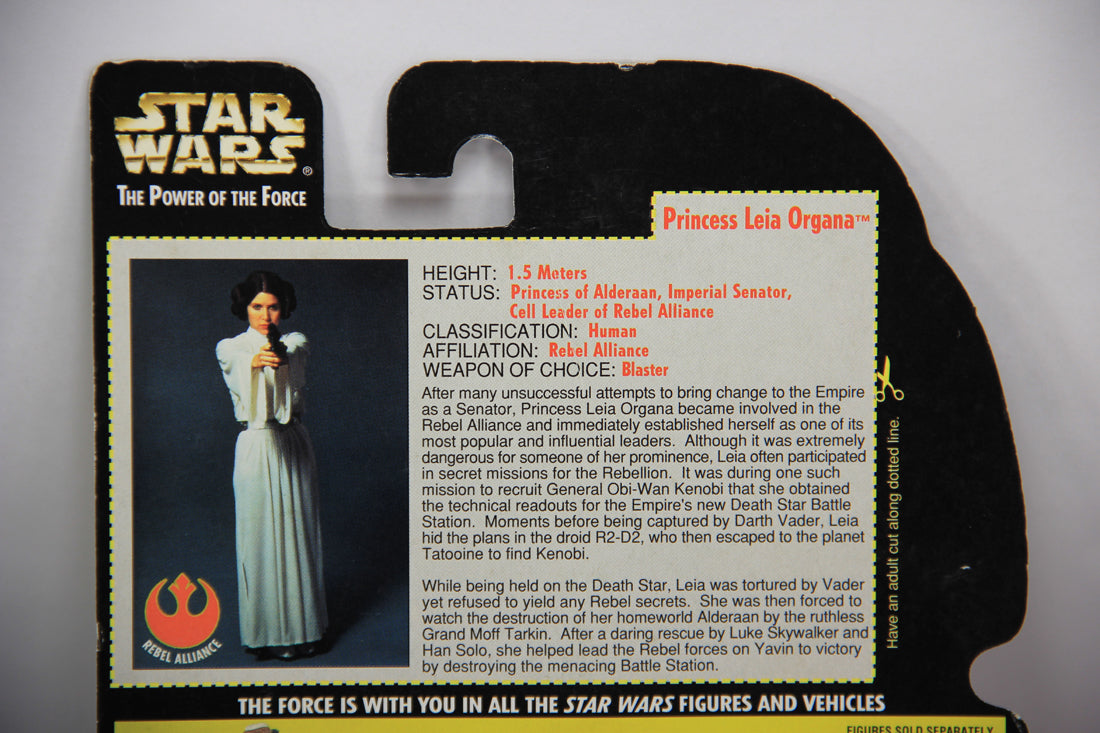 STAR
WARS®
THE POWER OF THE FORCE
Princess Leia Organa™
HEIGHT: 1.5 Meters
STATUS: Princess of Alderaan, Imperial Senator,
Cell Leader of Rebel Alliance
CLASSIFICATION: Human
AFFILIATION: Rebel Alliance
WEAPON OF CHOICE: Blaster
After many unsuccessful attempts to bring change to the Empire
as a Senator, Princess Leia Organa became involved in the
Rebel Alliance and immediately established herself as one of its
most popular and influential leaders. Although it was extremely
dangerous for someone of her prominence, Leia often participated
in secret missions for the Rebellion. It was during one such
mission to recruit General Obi-Wan Kenobi that she obtained
the technical readouts for the Empire's new Death Star Battle
Station. Moments before being captured by Darth Vader, Leia
hid the plans in the droid R2-D2, who then escaped to the planet
Tatooine to find Kenobi.
While being held on the Death Star, Leia was tortured by Vader
yet refused to yield any Rebel secrets. She was then forced to
watch the destruction of her homeworld Alderaan by the ruthless
Grand Moff Tarkin. After a daring rescue by Luke Skywalker and
Han Solo, she helped lead the Rebel forces on Yavin to victory
by destroying the menacing Battle Station.
REBEL ALLIANCE
Have an adult cut along dotted line.
THE FORCE IS WITH YOU IN ALL THE STAR WARS FIGURES AND VEHICLES
FIGURES SOLD SEPARATELY